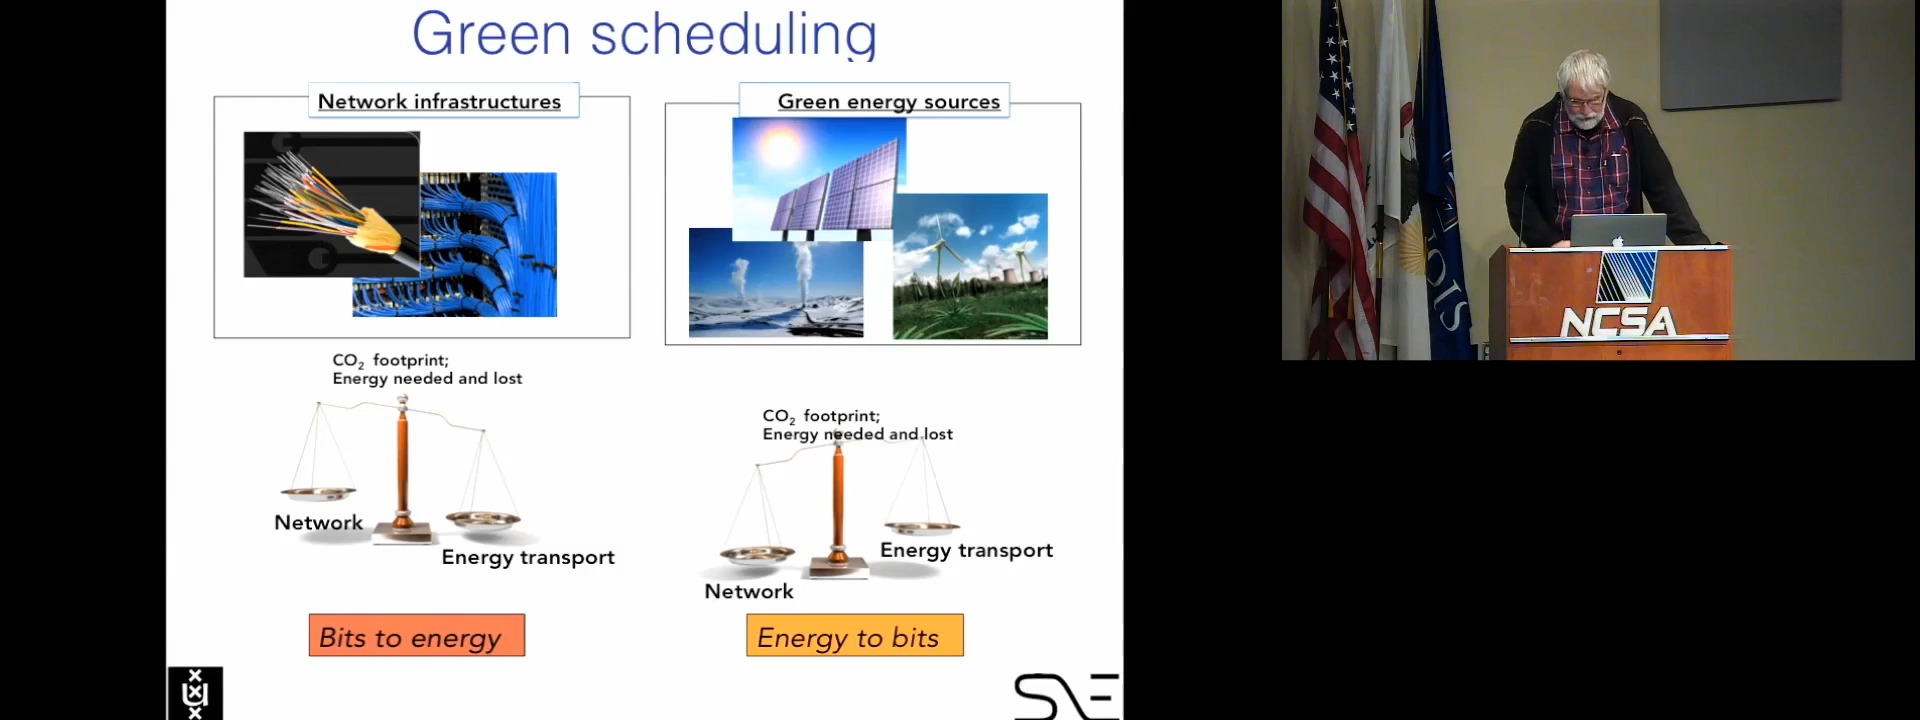 Green scheduling
Network infrastructures
Green energy sources
CO₂ footprint;
Energy needed and lost
Network
Energy transport
Bits to energy
CO₂ footprint;
Energy needed and lost
Energy transport
Network
Energy to bits
SNE
NCSA